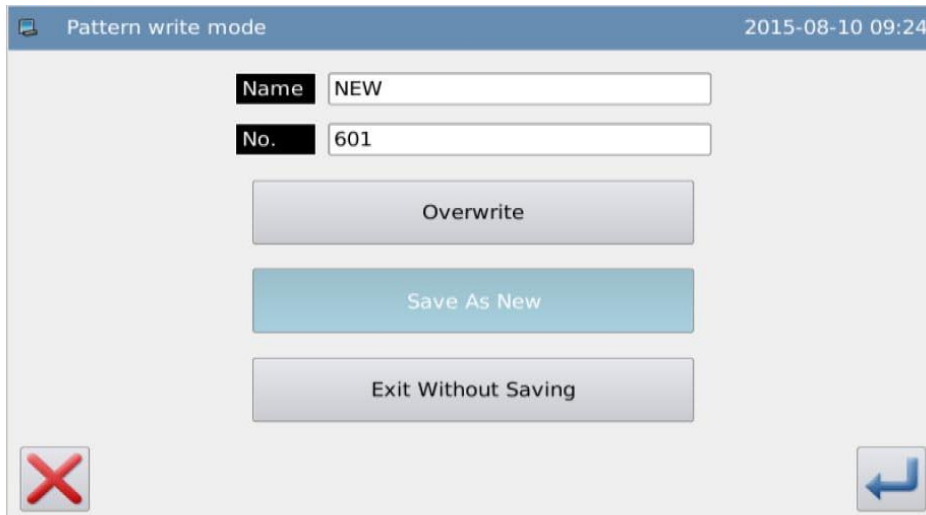 Pattern write mode 2015-08-10 09:24
Name NEW
No. 601
Overwrite
Save As New
Exit Without Saving